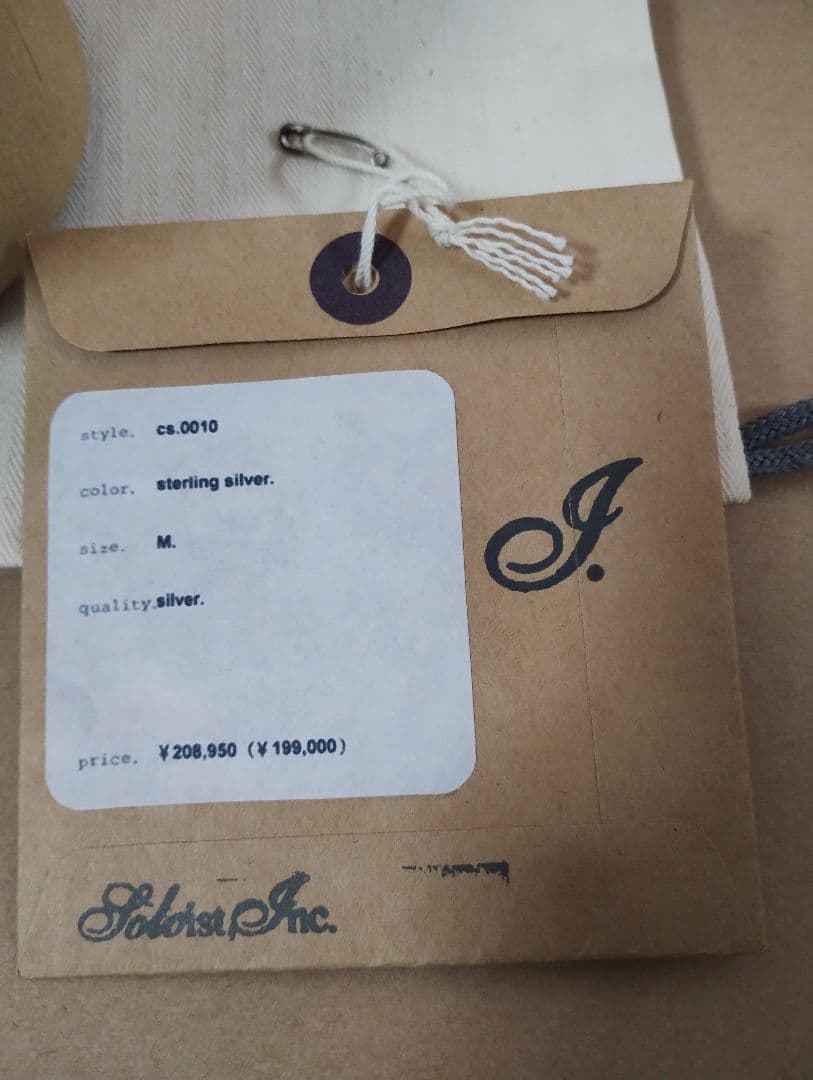 style. cs.0010
color. sterling silver.
size. M.
quality. silver.
price. ¥208,950 (¥199,000)
J.
Soloist, Inc.